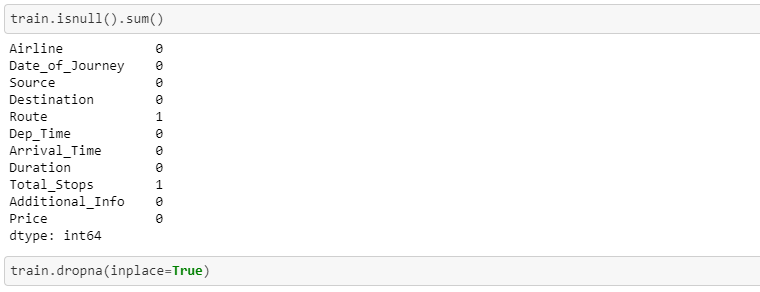 train.isnull().sum()
Airline 0
Date_of_Journey 0
Source 0
Destination 0
Route 1
Dep_Time 0
Arrival_Time 0
Duration 0
Total_Stops 1
Additional_Info 0
Price 0
dtype: int64
train.dropna(inplace=True)